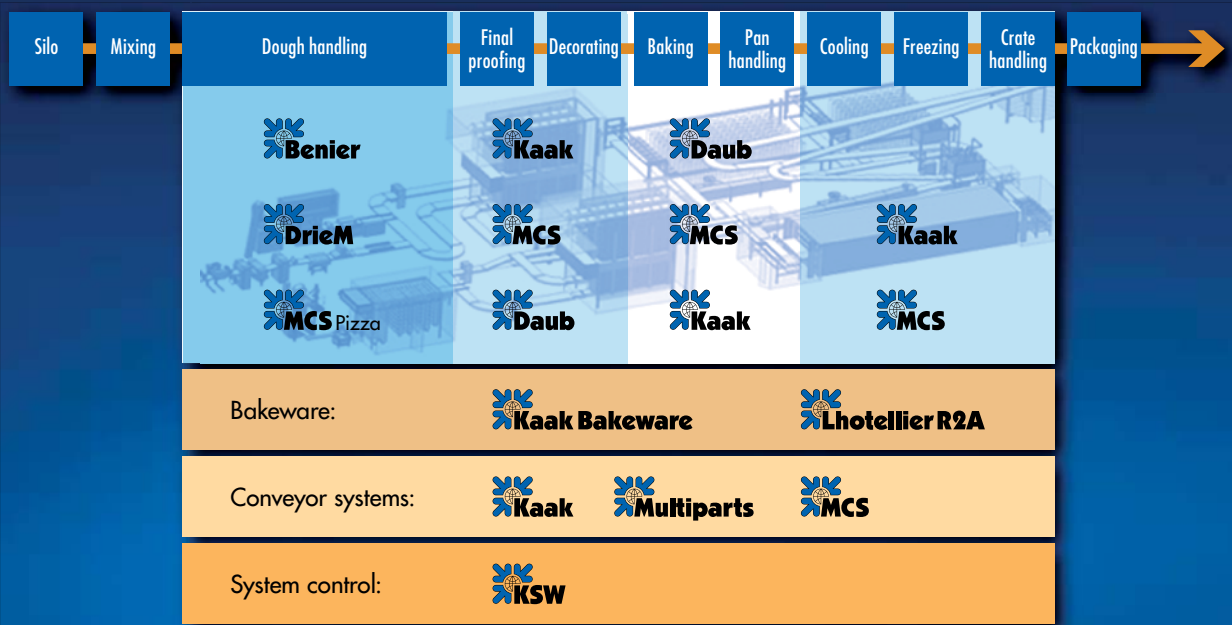 Silo
Mixing
Dough handling
Final
proofing
Decorating
Baking
Pan
handling
Cooling
Freezing
Crate
handling
Packaging
Benier
Kaak
Daub
DrieM
MCS
MCS
Kaak
MCS Pizza
Daub
Kaak
MCS
Bakeware:
Kaak Bakeware
Lhotellier R2A
Conveyor systems:
Kaak
Multiparts
MCS
System control:
KSW